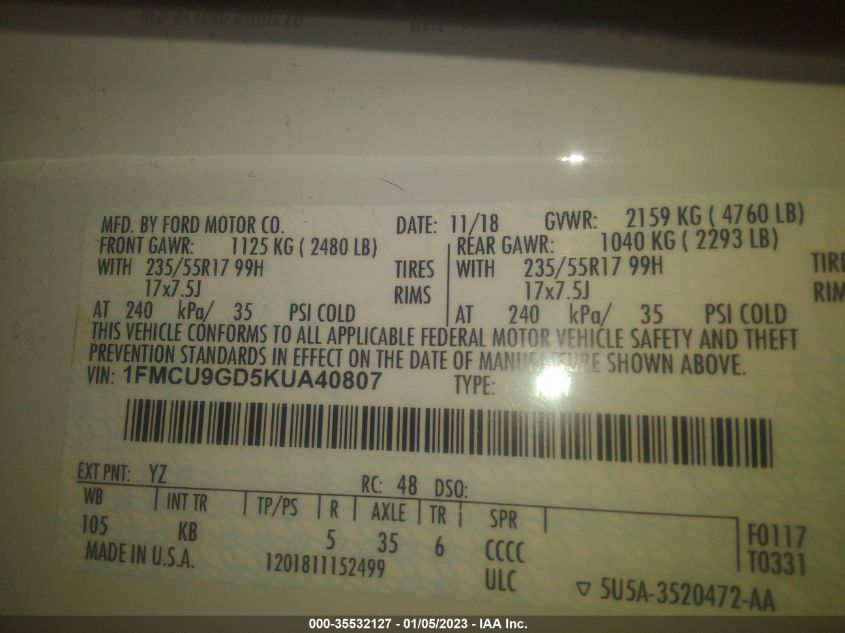 MFD. BY FORD MOTOR CO. DATE: 11/18 GVWR: 2159 KG ( 4760 LB)
FRONT GAWR: 1125 KG ( 2480 LB) REAR GAWR: 1040 KG ( 2293 LB)
WITH 235/55R17 99H TIRES WITH 235/55R17 99H
17x7.5J RIMS 17x7.5J
AT 240 kPa/ 35 PSI COLD AT 240 kPa/ 35 PSI COLD
THIS VEHICLE CONFORMS TO ALL APPLICABLE FEDERAL MOTOR VEHICLE SAFETY AND THEFT
PREVENTION STANDARDS IN EFFECT ON THE DATE OF MANUFACTURE SHOWN ABOVE.
VIN: 1FMCU9GD5KUA40807 TYPE:
EXT PNT: YZ RC: 48 DSO:
WB INT TR TP/PS R AXLE TR SPR
105 KB 5 35 6 CCCC F0117
MADE IN U.S.A. 1201811152499 ULC T0331
5U5A-3520472-AA
000-35532127 - 01/05/2023 - IAA Inc.